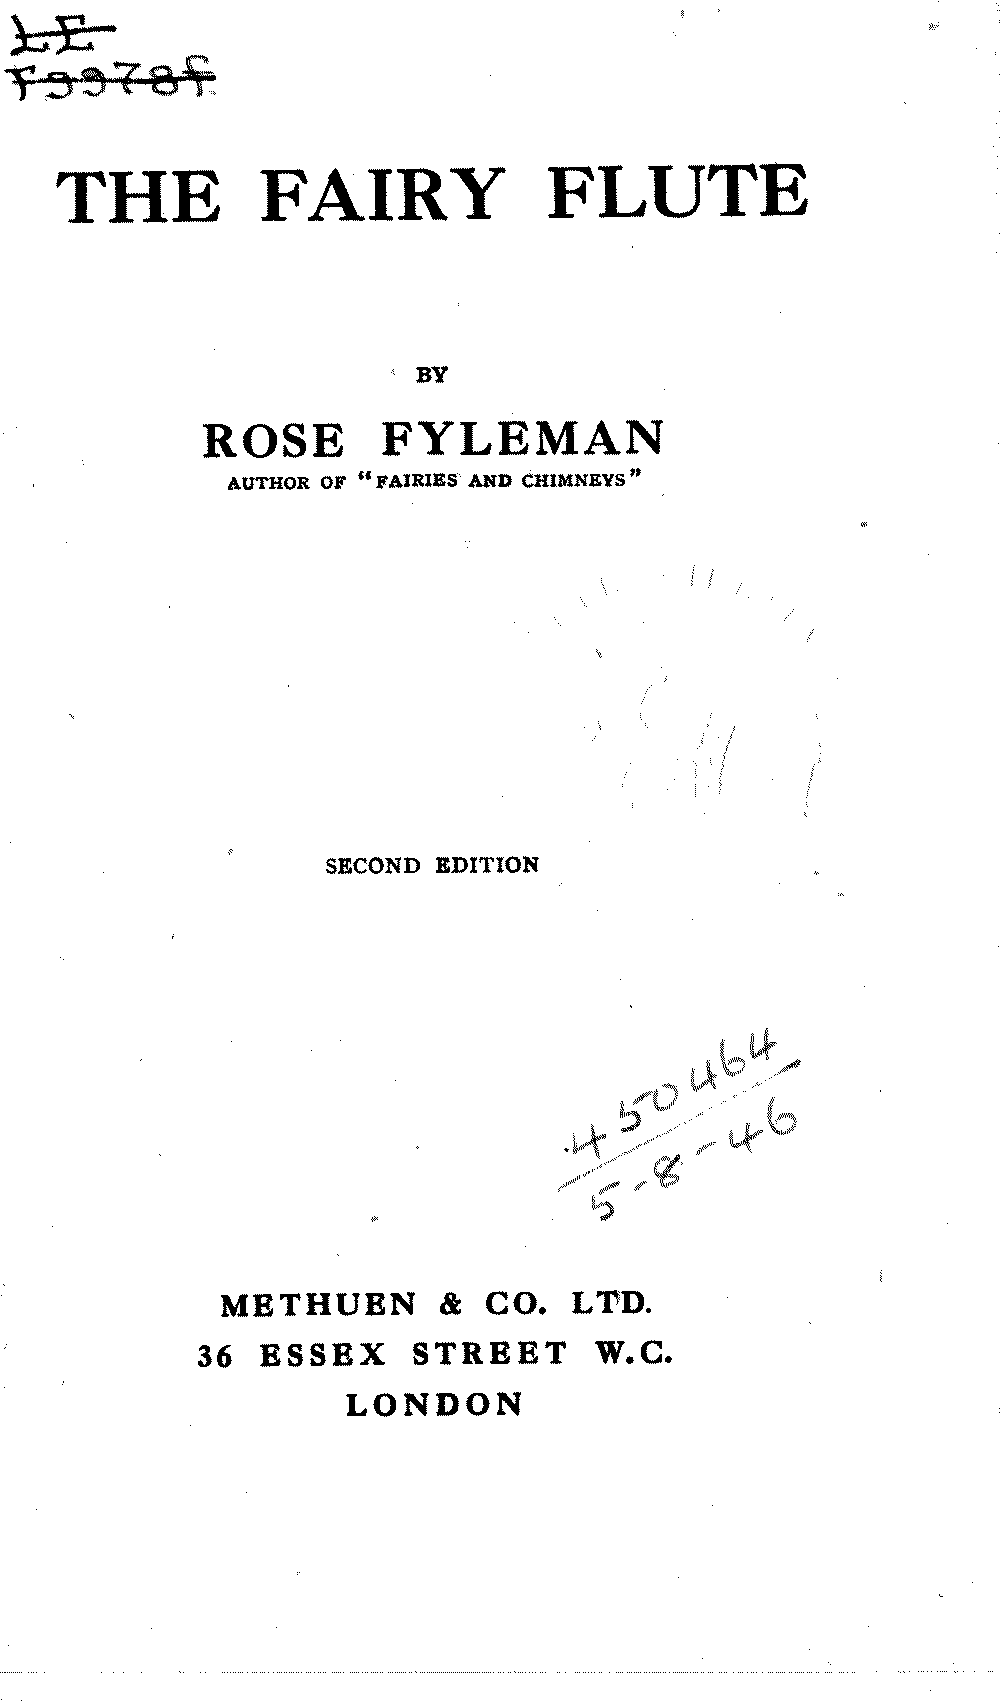 LE
F9978f
THE FAIRY FLUTE
BY
ROSE FYLEMAN
AUTHOR OF "FAIRIES AND CHIMNEYS"
SECOND EDITION
450464
5-8-46
METHUEN & CO. LTD.
36 ESSEX STREET W.C.
LONDON